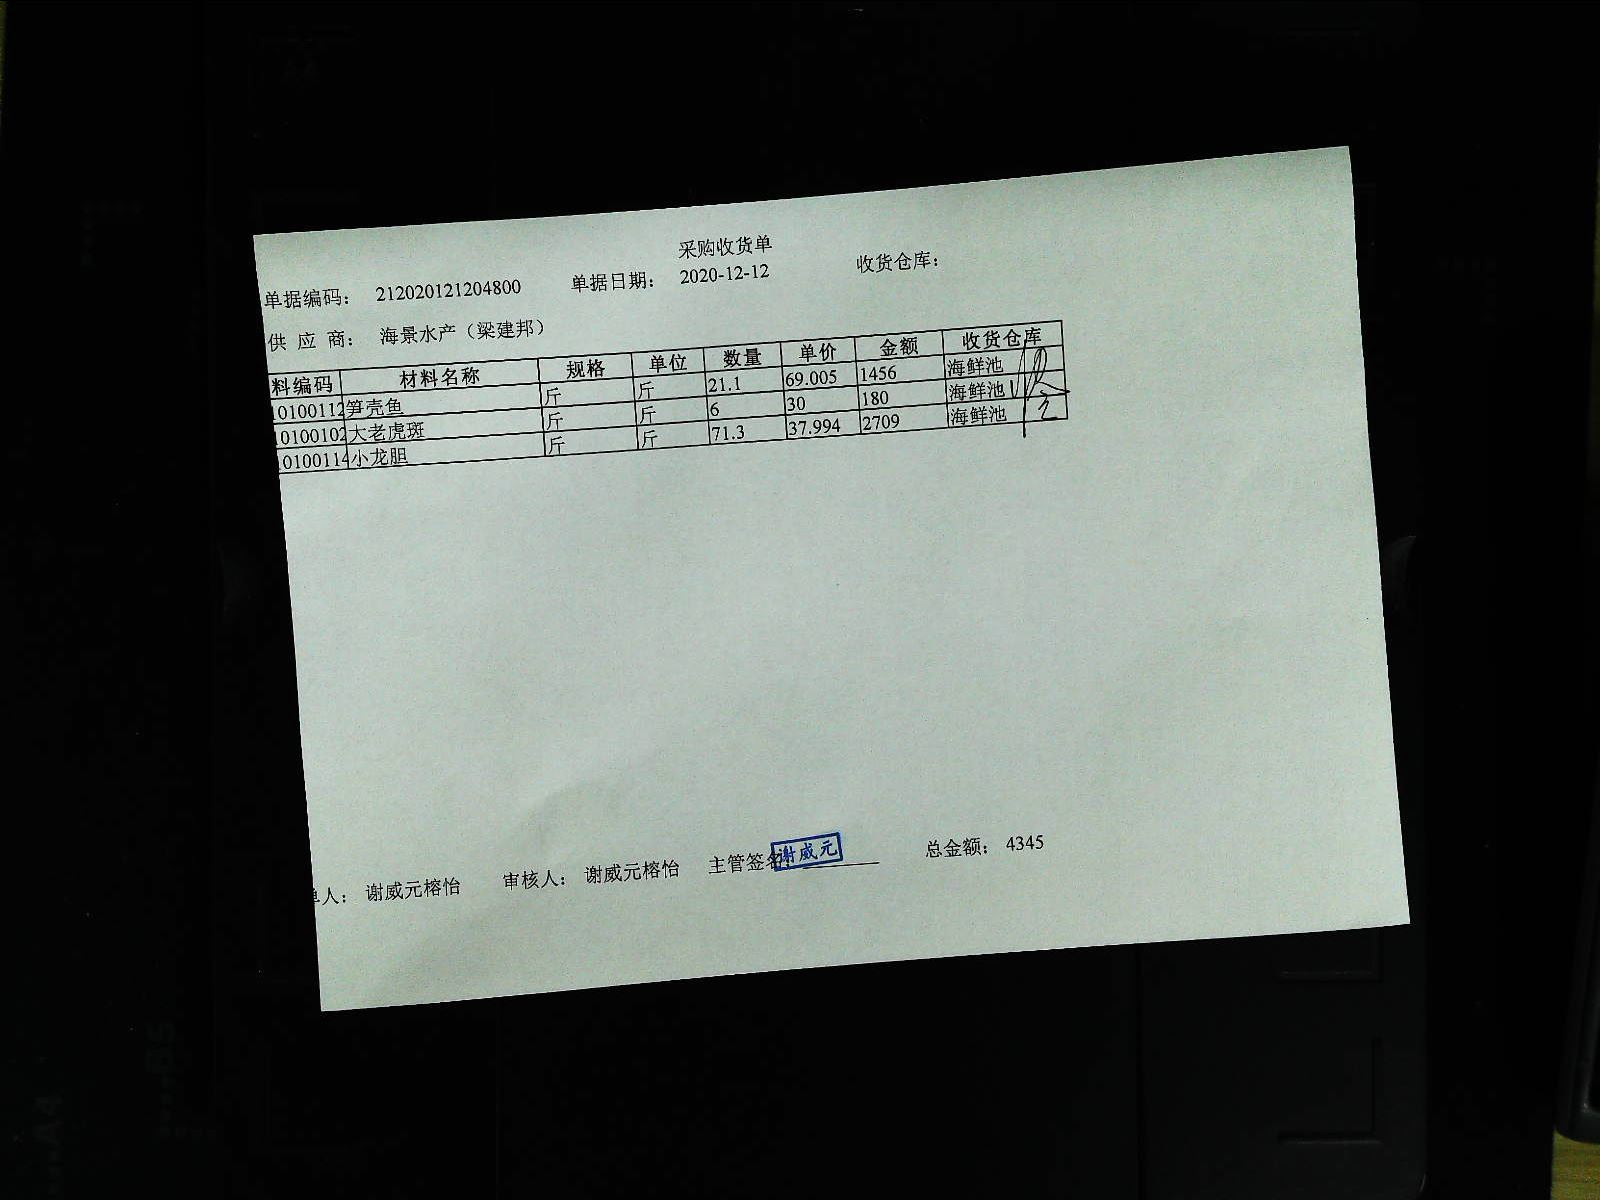 采购收货单
单据编码： 212020121204800 单据日期： 2020-12-12 收货仓库：
供 应 商： 海景水产（梁建邦）
料编码 材料名称 规格 单位 数量 单价 金额 收货仓库
10100112 笋壳鱼 斤 斤 21.1 69.005 1456 海鲜池
10100102 大老虎斑 斤 斤 6 30 180 海鲜池
10100114 小龙胆 斤 斤 71.3 37.994 2709 海鲜池
单人： 谢威元榕怡 审核人： 谢威元榕怡 主管签名： 谢威元 总金额： 4345